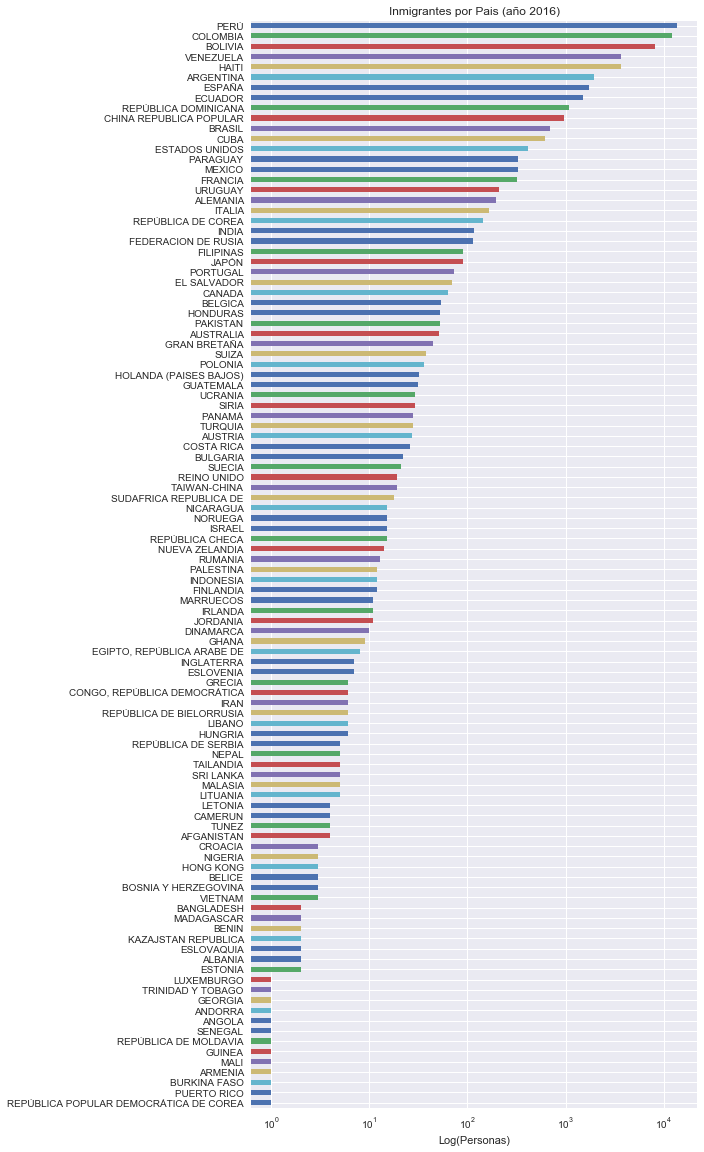 Inmigrantes por Pais (año 2016)
PERÚ
COLOMBIA
BOLIVIA
VENEZUELA
HAITI
ARGENTINA
ESPAÑA
ECUADOR
REPÚBLICA DOMINICANA
CHINA REPUBLICA POPULAR
BRASIL
CUBA
ESTADOS UNIDOS
PARAGUAY
MEXICO
FRANCIA
URUGUAY
ALEMANIA
ITALIA
REPÚBLICA DE COREA
INDIA
FEDERACION DE RUSIA
FILIPINAS
JAPÓN
PORTUGAL
EL SALVADOR
CANADA
BELGICA
HONDURAS
PAKISTAN
AUSTRALIA
GRAN BRETAÑA
SUIZA
POLONIA
HOLANDA (PAISES BAJOS)
GUATEMALA
UCRANIA
SIRIA
PANAMÁ
TURQUIA
AUSTRIA
COSTA RICA
BULGARIA
SUECIA
REINO UNIDO
TAIWAN-CHINA
SUDAFRICA REPUBLICA DE
NICARAGUA
NORUEGA
ISRAEL
REPÚBLICA CHECA
NUEVA ZELANDIA
RUMANIA
PALESTINA
INDONESIA
FINLANDIA
MARRUECOS
IRLANDA
JORDANIA
DINAMARCA
GHANA
EGIPTO, REPÚBLICA ARABE DE
INGLATERRA
ESLOVENIA
GRECIA
CONGO, REPÚBLICA DEMOCRÁTICA
IRAN
REPÚBLICA DE BIELORRUSIA
LIBANO
HUNGRIA
REPÚBLICA DE SERBIA
NEPAL
TAILANDIA
SRI LANKA
MALASIA
LITUANIA
LETONIA
CAMERUN
TUNEZ
AFGANISTAN
CROACIA
NIGERIA
HONG KONG
BELICE
BOSNIA Y HERZEGOVINA
VIETNAM
BANGLADESH
MADAGASCAR
BENIN
KAZAJSTAN REPUBLICA
ESLOVAQUIA
ALBANIA
ESTONIA
LUXEMBURGO
TRINIDAD Y TOBAGO
GEORGIA
ANDORRA
ANGOLA
SENEGAL
REPÚBLICA DE MOLDAVIA
GUINEA
MALI
ARMENIA
BURKINA FASO
PUERTO RICO
REPÚBLICA POPULAR DEMOCRÁTICA DE COREA
10⁰ 10¹ 10² 10³ 10⁴
Log(Personas)